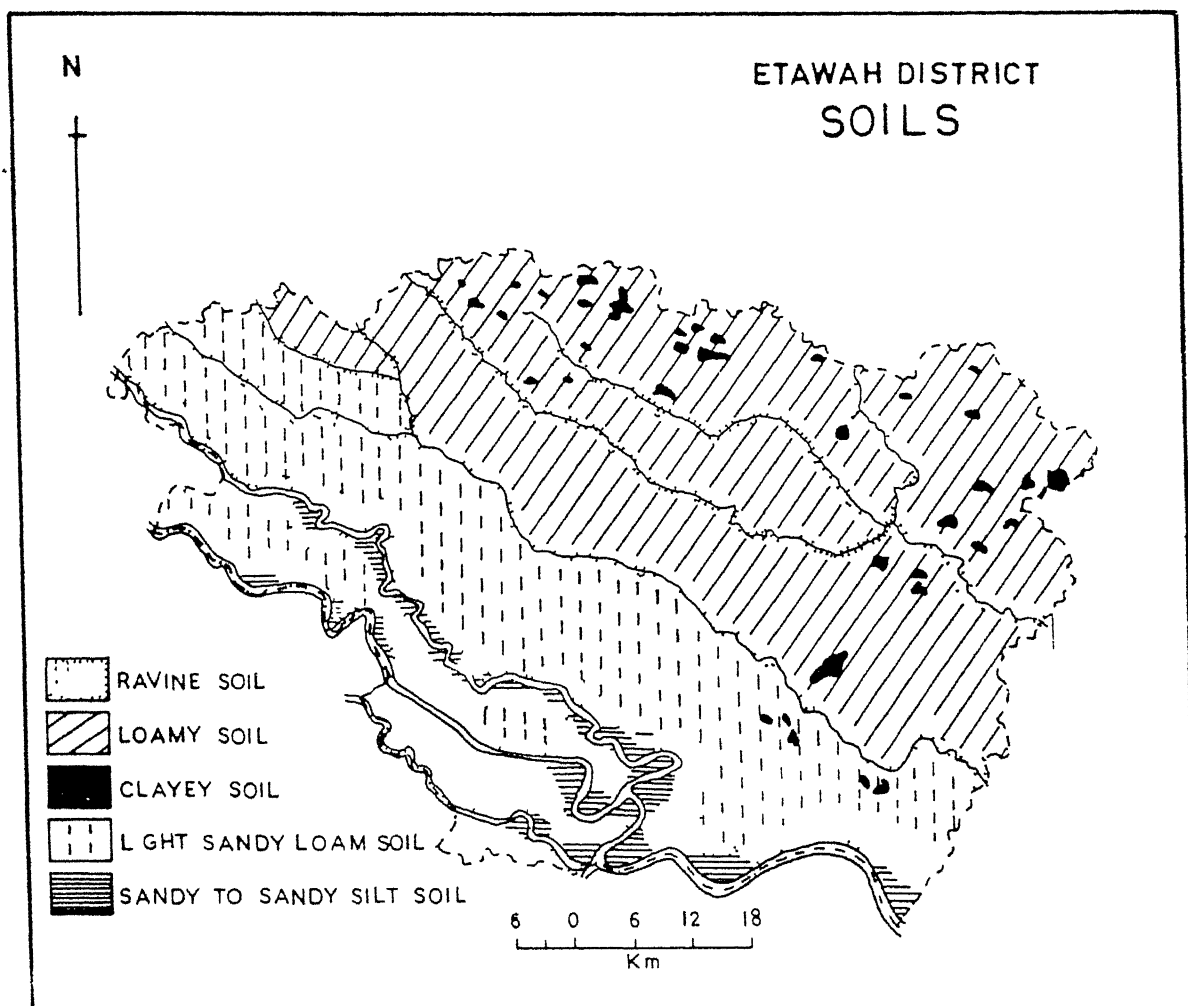 N
ETAWAH DISTRICT
SOILS
RAVINE SOIL
LOAMY SOIL
CLAYEY SOIL
L GHT SANDY LOAM SOIL
SANDY TO SANDY SILT SOIL
6 0 6 12 18
Km